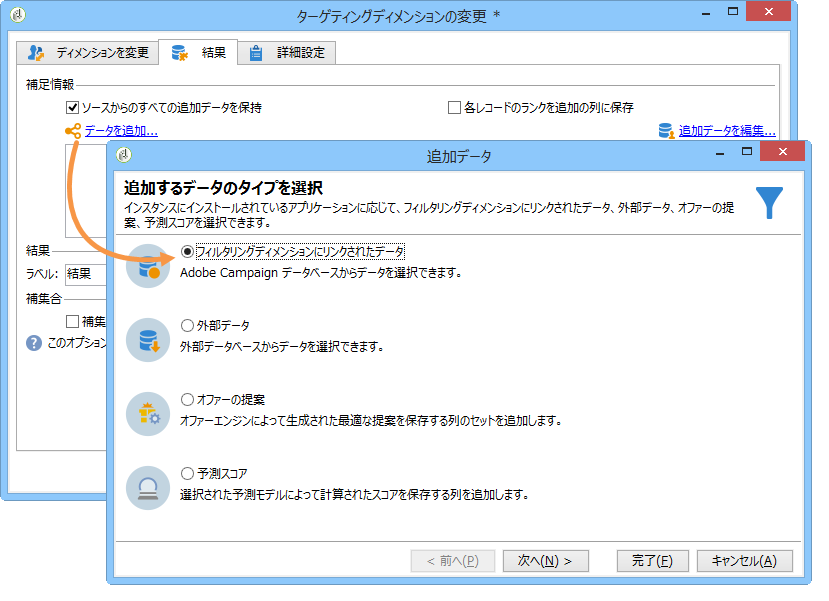 ターゲティングディメンションの変更 *
ディメンションを変更 結果 詳細設定
補足情報
ソースからのすべての追加データを保持 各レコードのランクを追加の列に保存
データを追加... 追加データを編集...
結果
ラベル: 結果
補集合
補集
このオプション
追加データ
追加するデータのタイプを選択
インスタンスにインストールされているアプリケーションに応じて、フィルタリングディメンションにリンクされたデータ、外部データ、オファーの提
案、予測スコアを選択できます。
フィルタリングディメンションにリンクされたデータ
Adobe Campaign データベースからデータを選択できます。
外部データ
外部データベースからデータを選択できます。
オファーの提案
オファーエンジンによって生成された最適な提案を保存する列のセットを追加します。
予測スコア
選択された予測モデルによって計算されたスコアを保存する列を追加します。
< 前へ(P) 次へ(N) > 完了(F) キャンセル(A)